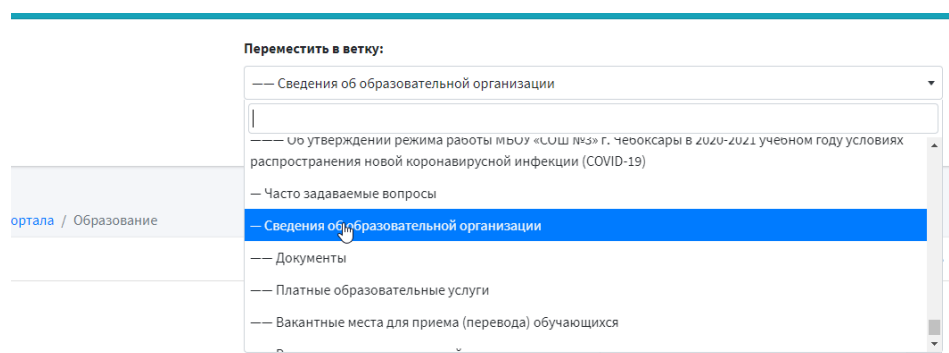 Переместить в ветку:
—— Сведения об образовательной организации
——— Об утверждении режима работы МБОУ «СОШ №3» г. Чебоксары в 2020-2021 учебном году условиях
распространения новой коронавирусной инфекции (COVID-19)
— Часто задаваемые вопросы
ортала / Образование
— Сведения об образовательной организации
—— Документы
—— Платные образовательные услуги
—— Вакантные места для приема (перевода) обучающихся